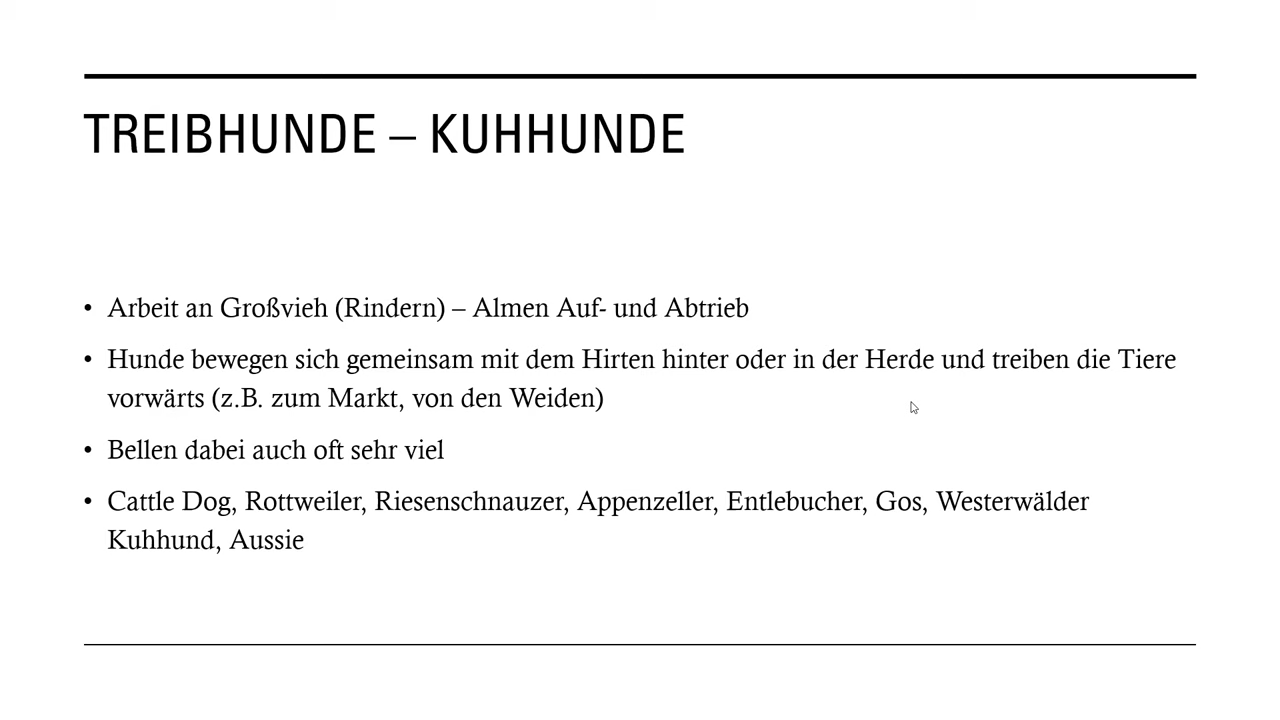 TREIBHUNDE – KUHHUNDE
• Arbeit an Großvieh (Rindern) – Almen Auf- und Abtrieb
• Hunde bewegen sich gemeinsam mit dem Hirten hinter oder in der Herde und treiben die Tiere
vorwärts (z.B. zum Markt, von den Weiden)
• Bellen dabei auch oft sehr viel
• Cattle Dog, Rottweiler, Riesenschnauzer, Appenzeller, Entlebucher, Gos, Westerwälder
Kuhhund, Aussie